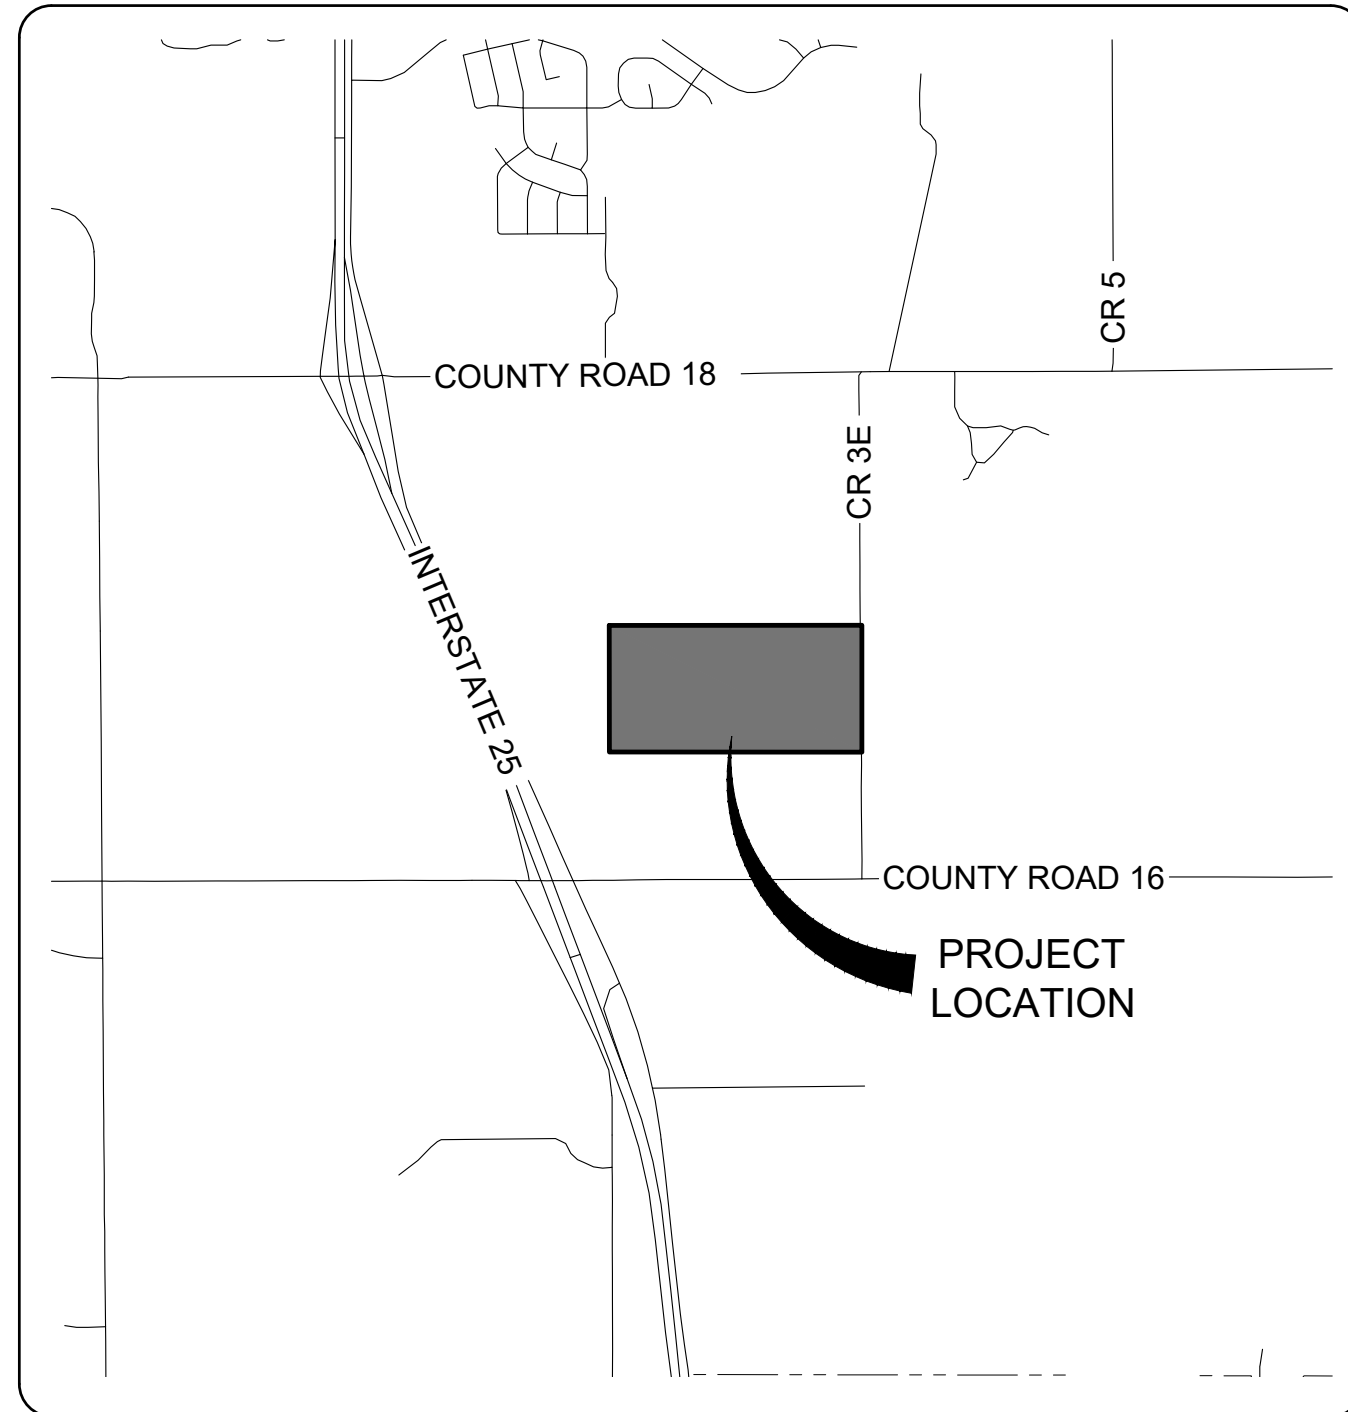 CR 5
COUNTY ROAD 18
CR 3E
INTERSTATE 25
COUNTY ROAD 16
PROJECT
LOCATION